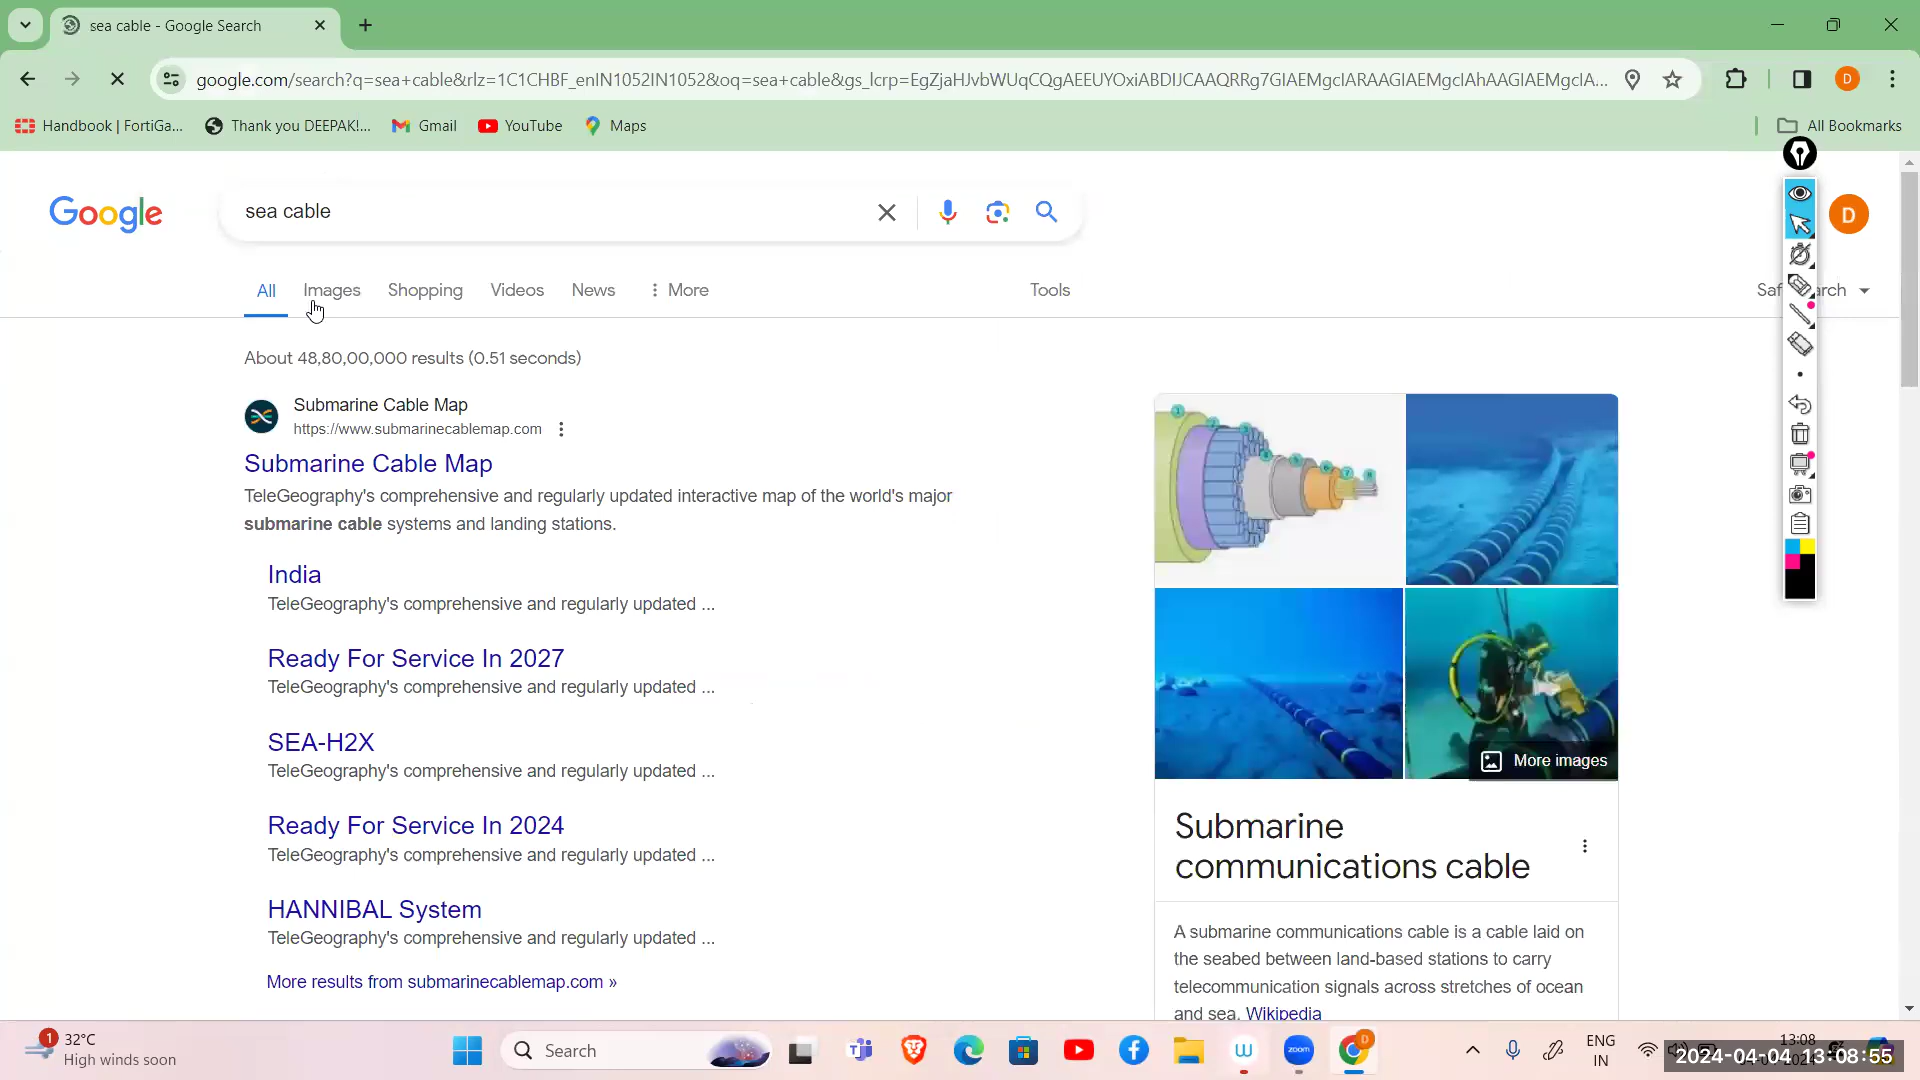 sea cable - Google Search
google.com/search?q=sea+cable&rlz=1C1CHBF_enIN1052IN1052&oq=sea+cable&gs_lcrp=EgZjaHJvbWUqCQgAEEUYOxiABDIJCAAQRRg7GIAEMgcIARAAGIAEMgcIAhAAGIAEMgcIA...
D
Handbook | FortiGa...
Thank you DEEPAK!...
Gmail
YouTube
Maps
All Bookmarks
Google
sea cable
D
All
Images
Shopping
Videos
News
More
Tools
About 48,80,00,000 results (0.51 seconds)
Submarine Cable Map
https://www.submarinecablemap.com
Submarine Cable Map
TeleGeography's comprehensive and regularly updated interactive map of the world's major
submarine cable systems and landing stations.
India
TeleGeography's comprehensive and regularly updated ...
Ready For Service In 2027
TeleGeography's comprehensive and regularly updated ...
SEA-H2X
TeleGeography's comprehensive and regularly updated ...
Ready For Service In 2024
TeleGeography's comprehensive and regularly updated ...
HANNIBAL System
TeleGeography's comprehensive and regularly updated ...
More results from submarinecablemap.com »
More images
Submarine
communications cable
A submarine communications cable is a cable laid on
the seabed between land-based stations to carry
telecommunication signals across stretches of ocean
and sea. Wikipedia
1
32°C
High winds soon
Search
zoom
D
ENG
IN
13:08
2024-04-04 13:08:55